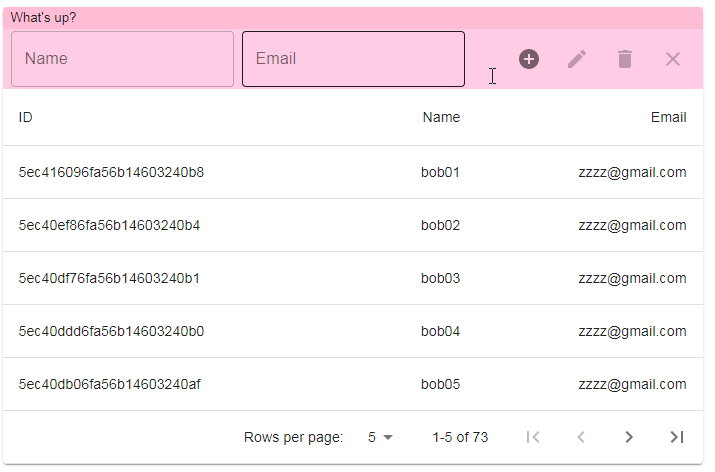 What's up?
Name Email
ID Name Email
5ec416096fa56b14603240b8 bob01 zzzz@gmail.com
5ec40ef86fa56b14603240b4 bob02 zzzz@gmail.com
5ec40df76fa56b14603240b1 bob03 zzzz@gmail.com
5ec40ddd6fa56b14603240b0 bob04 zzzz@gmail.com
5ec40db06fa56b14603240af bob05 zzzz@gmail.com
Rows per page: 5 1-5 of 73